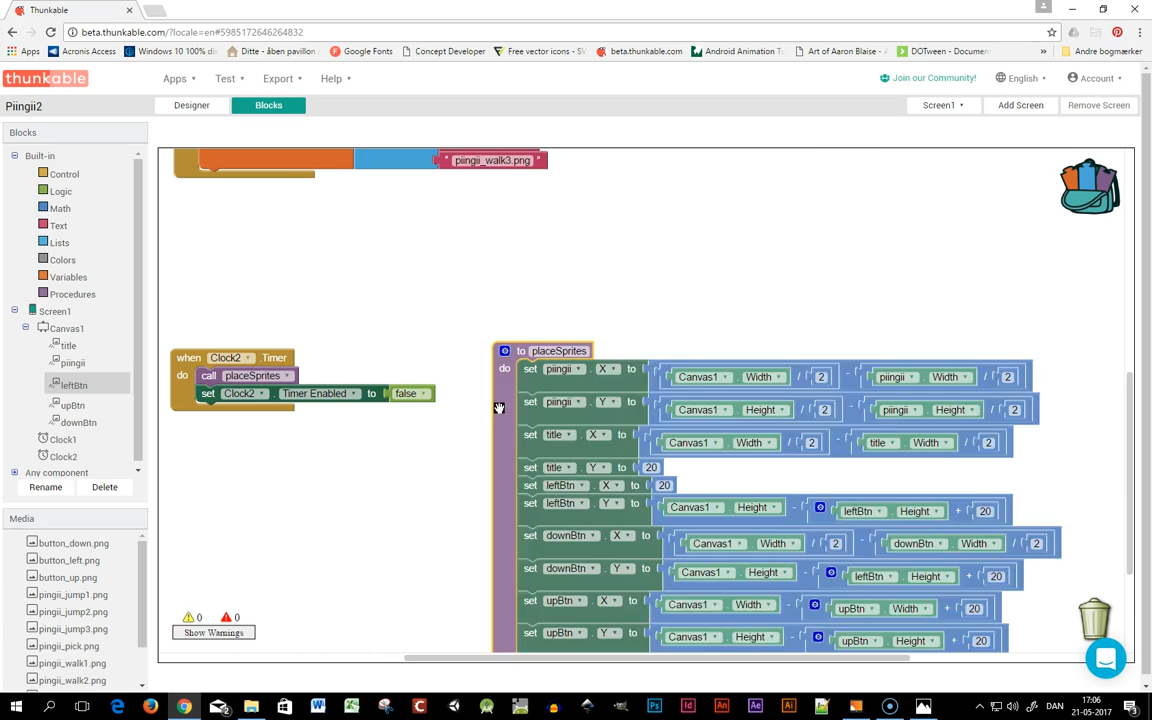 Thunkable
beta.thunkable.com/?locale=en#5985172646264832
Apps Acronis Access Windows 10 100% dis Ditte - åben pavillon / Google Fonts Concept Developer Free vector icons - SV beta.thunkable.com Android Animation Tu Art of Aaron Blaise - A DOTween - Documen » Andre bogmærker
thunkable Apps Test Export Help Join our Community! English Account
Piingii2 Designer Blocks Screen1 Add Screen Remove Screen
Blocks
Built-in
Control
Logic
Math
Text
Lists
Colors
Variables
Procedures
Screen1
Canvas1
title
piingii
leftBtn
upBtn
downBtn
Clock1
Clock2
Any component
Rename Delete
Media
button_down.png
button_left.png
button_up.png
piingii_jump1.png
piingii_jump2.png
piingii_jump3.png
piingii_pick.png
piingii_walk1.png
piingii_walk2.png
" piingii_walk3.png "
when Clock2 .Timer
do call placeSprites
set Clock2 . Timer Enabled to false
to placeSprites
do set piingii . X to Canvas1 . Width / 2 - piingii . Width / 2
set piingii . Y to Canvas1 . Height / 2 - piingii . Height / 2
set title . X to Canvas1 . Width / 2 - title . Width / 2
set title . Y to 20
set leftBtn . X to 20
set leftBtn . Y to Canvas1 . Height - leftBtn . Height + 20
set downBtn . X to Canvas1 . Width / 2 - downBtn . Width / 2
set downBtn . Y to Canvas1 . Height - leftBtn . Height + 20
set upBtn . X to Canvas1 . Width - upBtn . Width + 20
set upBtn . Y to Canvas1 . Height - upBtn . Height + 20
0 0
Show Warnings
DAN
17:06
21-05-2017